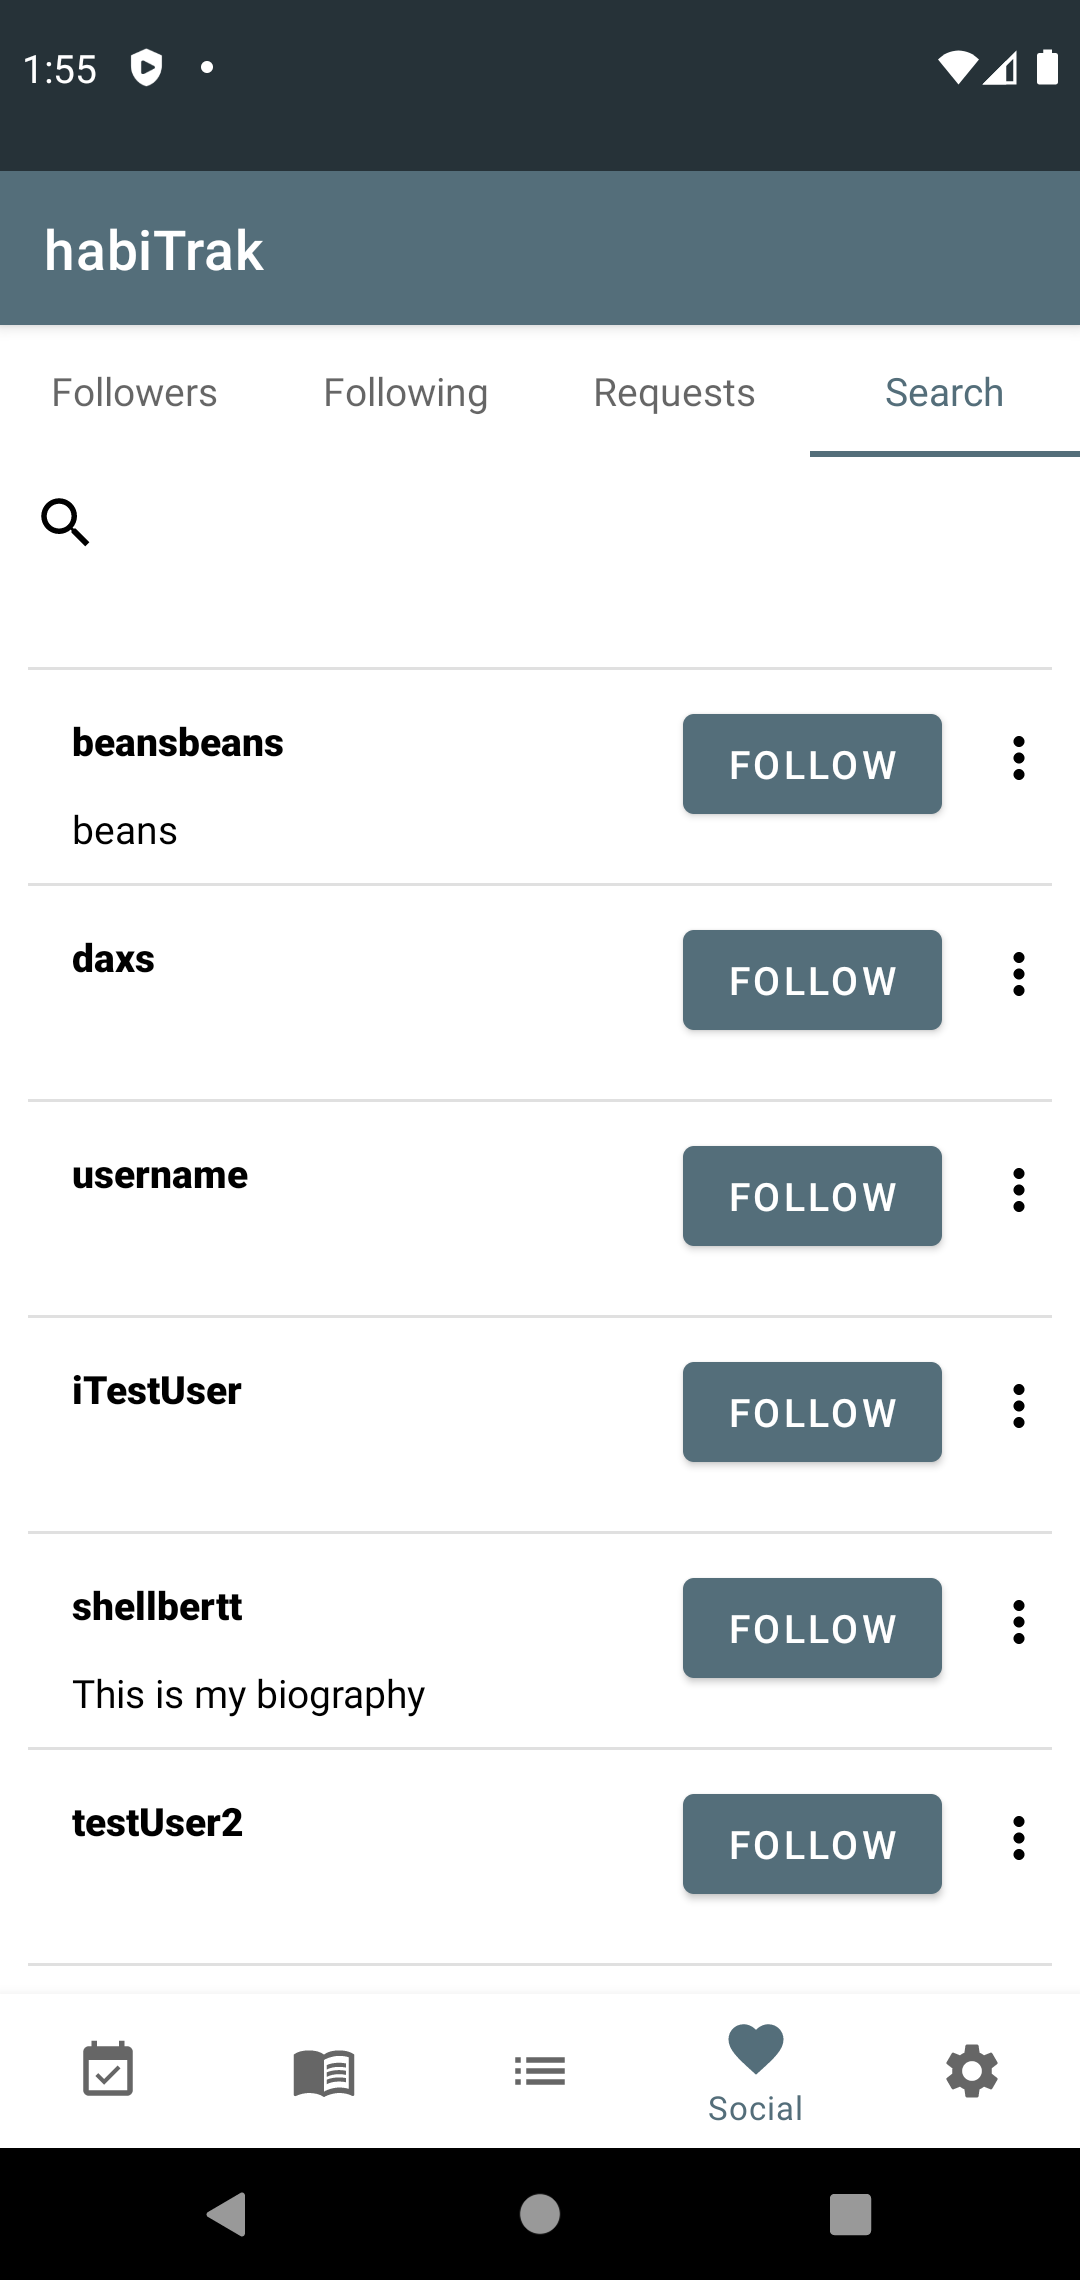 1:55
habiTrak
Followers Following Requests Search
beansbeans FOLLOW
beans
daxs FOLLOW
username FOLLOW
iTestUser FOLLOW
shellbertt FOLLOW
This is my biography
testUser2 FOLLOW
Social